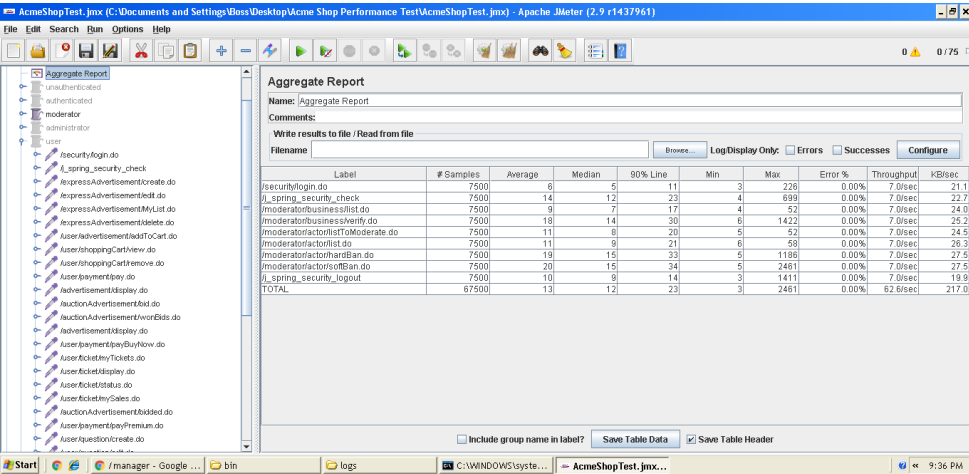 AcmeShopTest.jmx (C:\Documents and Settings\Boss\Desktop\Acme Shop Performance Test\AcmeShopTest.jmx) - Apache JMeter (2.9 r1437961)
File Edit Search Run Options Help
0 0 / 75
Aggregate Report
unauthenticated
authenticated
moderator
administrator
user
/security/login.do
/j_spring_security_check
/expressAdvertisement/create.do
/expressAdvertisement/edit.do
/expressAdvertisement/MyList.do
/expressAdvertisement/delete.do
/user/advertisement/addToCart.do
/user/shoppingCart/view.do
/user/shoppingCart/remove.do
/user/payment/pay.do
/advertisement/display.do
/auctionAdvertisement/bid.do
/auctionAdvertisement/wonBids.do
/advertisement/display.do
/user/payment/payBuyNow.do
/user/ticket/myTickets.do
/user/ticket/display.do
/user/ticket/status.do
/user/ticket/mySales.do
/auctionAdvertisement/bidded.do
/user/payment/payPremium.do
/user/question/create.do
Aggregate Report
Name: Aggregate Report
Comments:
Write results to file / Read from file
Filename Browse... Log/Display Only: Errors Successes Configure
Label # Samples Average Median 90% Line Min Max Error % Throughput KB/sec
/security/login.do 7500 6 5 11 3 226 0.00% 7.0/sec 21.1
/j_spring_security_check 7500 14 12 23 4 699 0.00% 7.0/sec 22.7
/moderator/business/list.do 7500 9 7 17 4 52 0.00% 7.0/sec 24.0
/moderator/business/verify.do 7500 18 14 30 6 1422 0.00% 7.0/sec 25.2
/moderator/actor/listToModerate.do 7500 11 8 20 5 52 0.00% 7.0/sec 24.5
/moderator/actor/list.do 7500 11 9 21 6 58 0.00% 7.0/sec 26.3
/moderator/actor/hardBan.do 7500 19 15 33 5 1186 0.00% 7.0/sec 27.5
/moderator/actor/softBan.do 7500 20 15 34 5 2461 0.00% 7.0/sec 27.5
/j_spring_security_logout 7500 10 9 14 3 1411 0.00% 7.0/sec 19.9
TOTAL 67500 13 12 23 3 2461 0.00% 62.6/sec 217.0
Include group name in label? Save Table Data Save Table Header
Start / manager - Google ... bin logs C:\WINDOWS\syste... AcmeShopTest.jmx... 9:36 PM